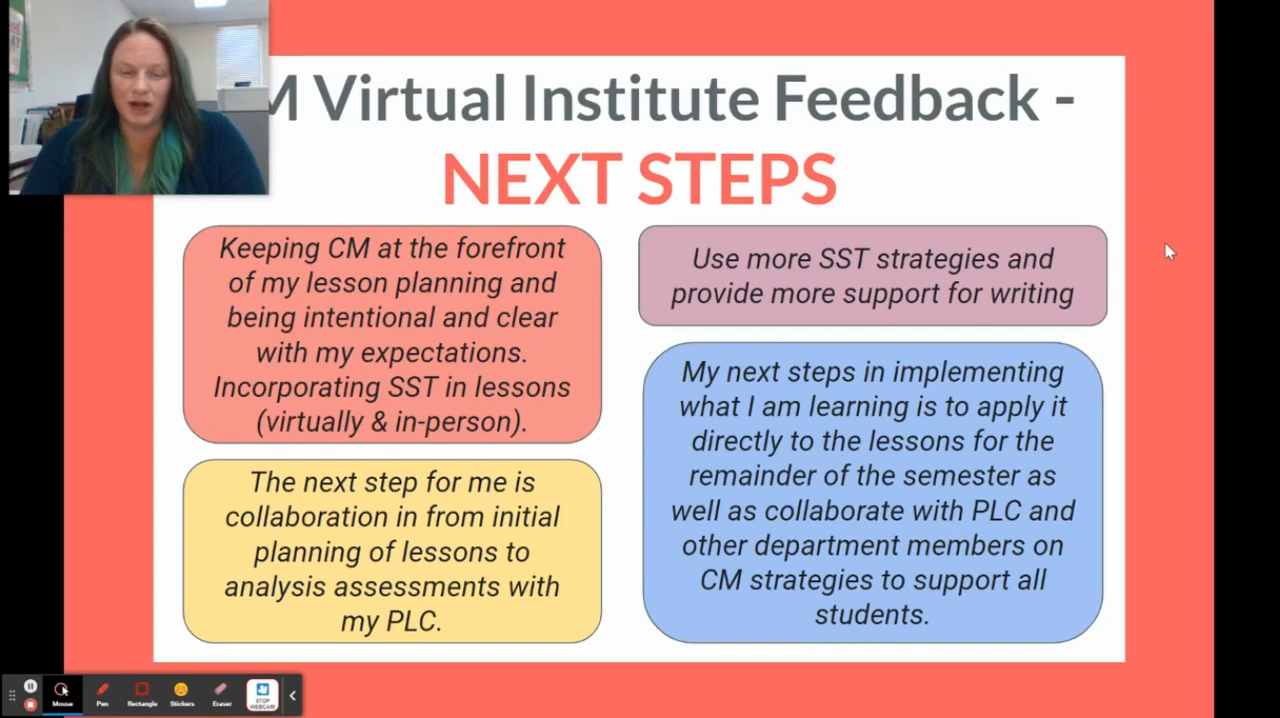 M Virtual Institute Feedback -
NEXT STEPS
Keeping CM at the forefront
of my lesson planning and
being intentional and clear
with my expectations.
Incorporating SST in lessons
(virtually & in-person).
The next step for me is
collaboration in from initial
planning of lessons to
analysis assessments with
my PLC.
Use more SST strategies and
provide more support for writing
My next steps in implementing
what I am learning is to apply it
directly to the lessons for the
remainder of the semester as
well as collaborate with PLC and
other department members on
CM strategies to support all
students.
Mouse
Pen
Rectangle
Stickers
Eraser
STOP
WEBCAM